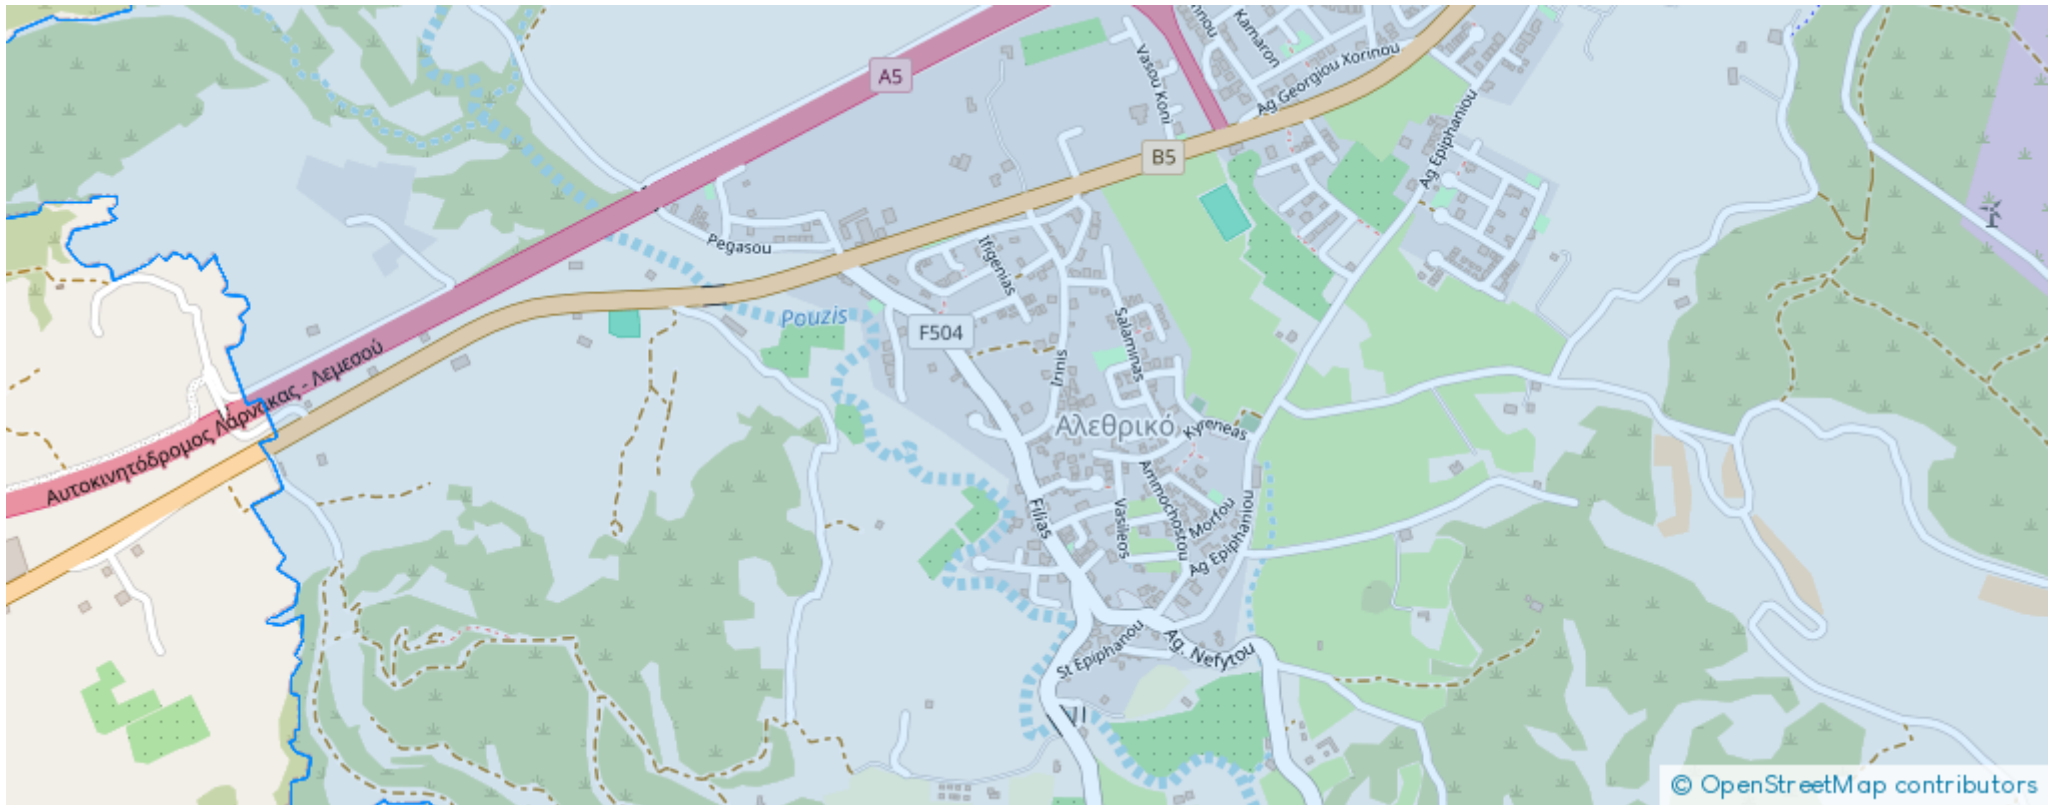 Kamaron
Ag Georgiou Xorinou
Vasou Koni
A5
B5
Ag Epiphaniou
Pegasou
Ifigenias
Pouzis
F504
Salaminas
Irinis
Αυτοκινητόδρομος Λάρνακας - Λεμεσού
Αλεθρικό
Kyreneas
Ammochostou
Vasileos
Morfou
Filias
Ag Epiphaniou
St Epiphanou
Ag. Nefytou
© OpenStreetMap contributors